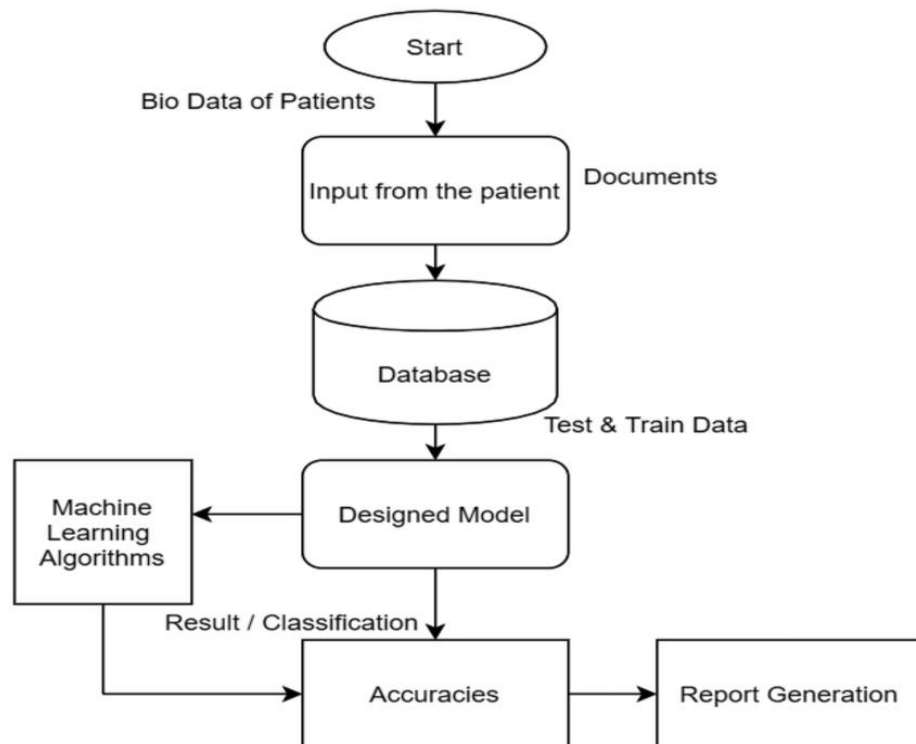 Start
Bio Data of Patients
Input from the patient
Documents
Database
Test & Train Data
Designed Model
Machine
Learning
Algorithms
Result / Classification
Accuracies
Report Generation